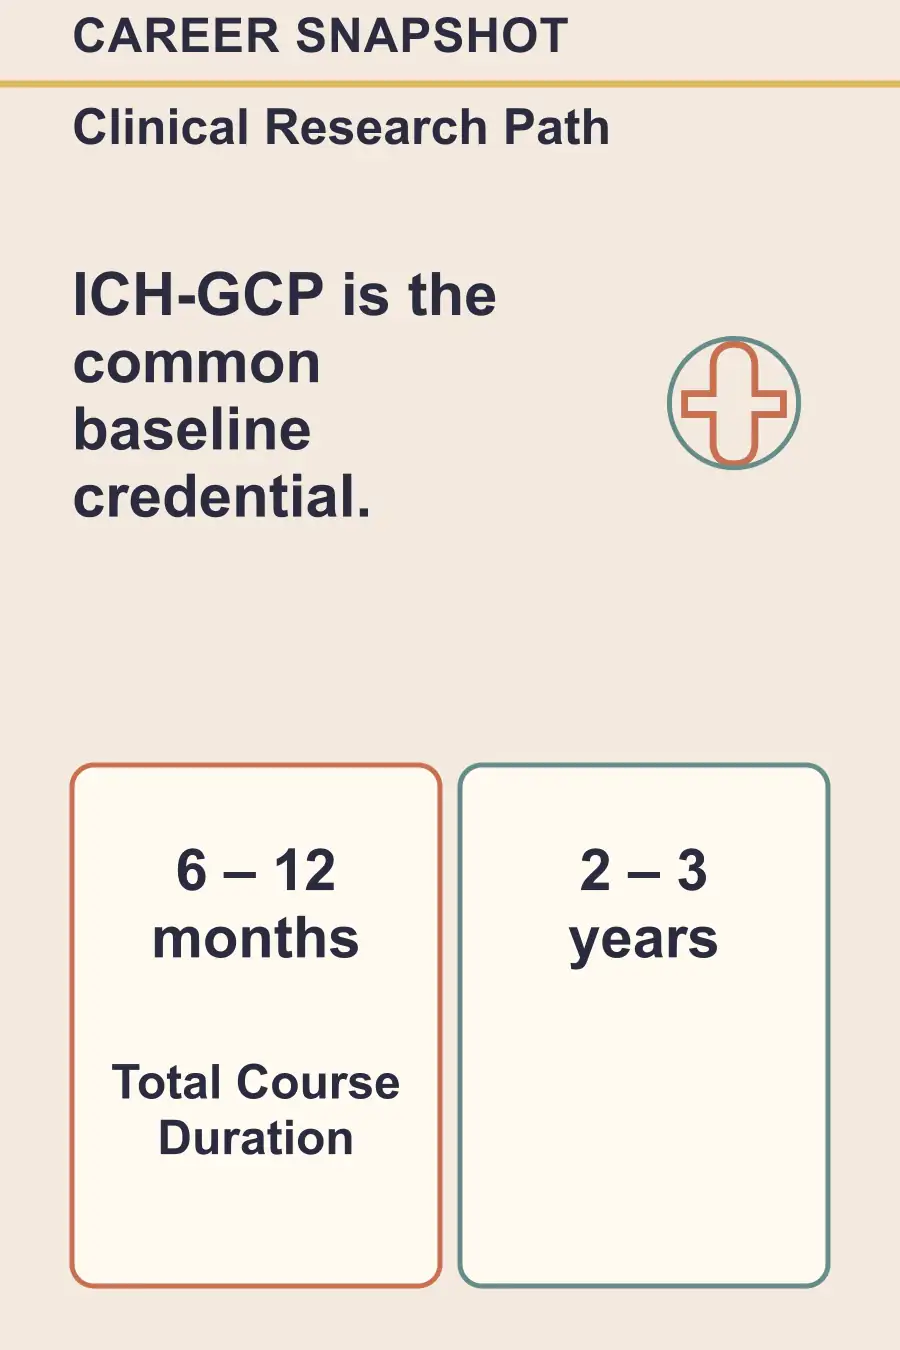 CAREER SNAPSHOT
Clinical Research Path
ICH-GCP is the
common
baseline
credential.
6 – 12
months
Total Course
Duration
2 – 3
years